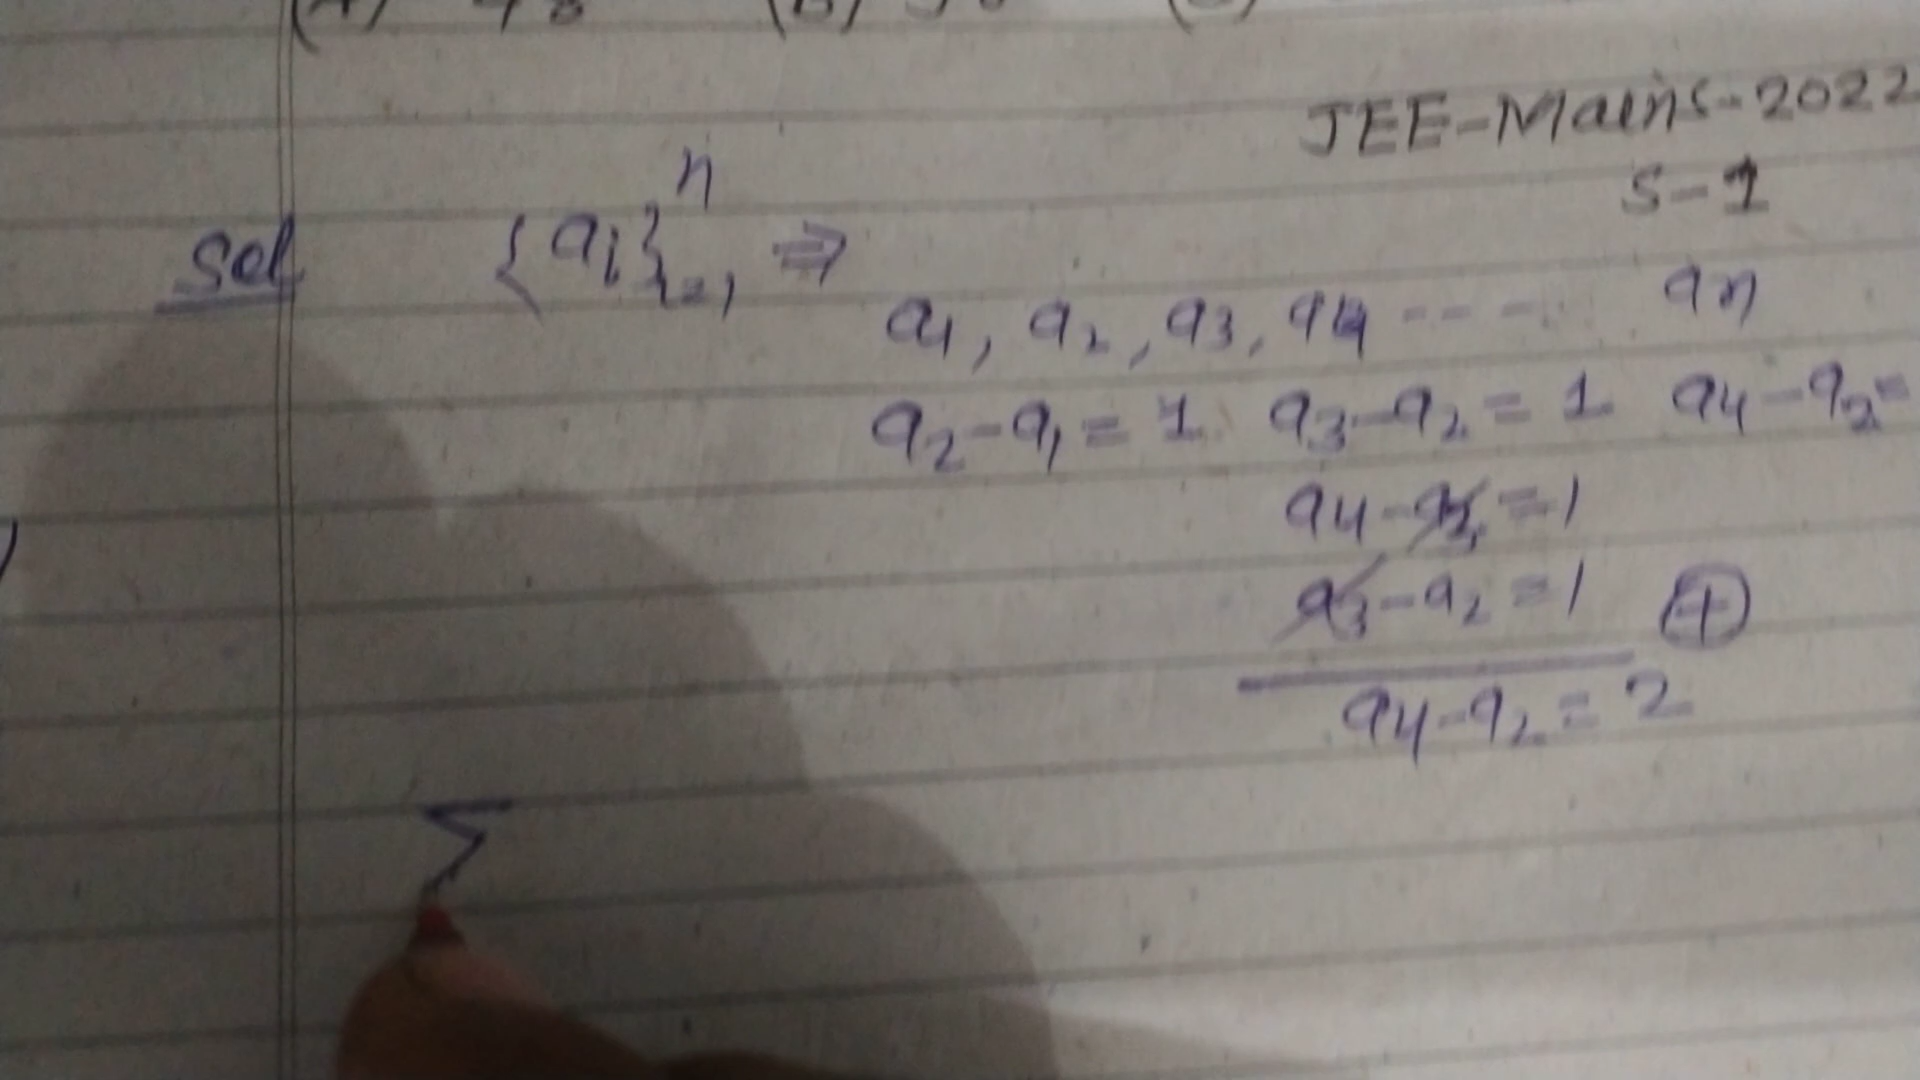 JEE-Mains-2022
S-1
Sol {ai}ⁿi=1 ⇒
a1, a2, a3, a4 ---- an
a2-a1=1 a3-a2=1 a4-a2=
a4-a3=1
a3-a2=1 (+)
a4-a2=2
Σ